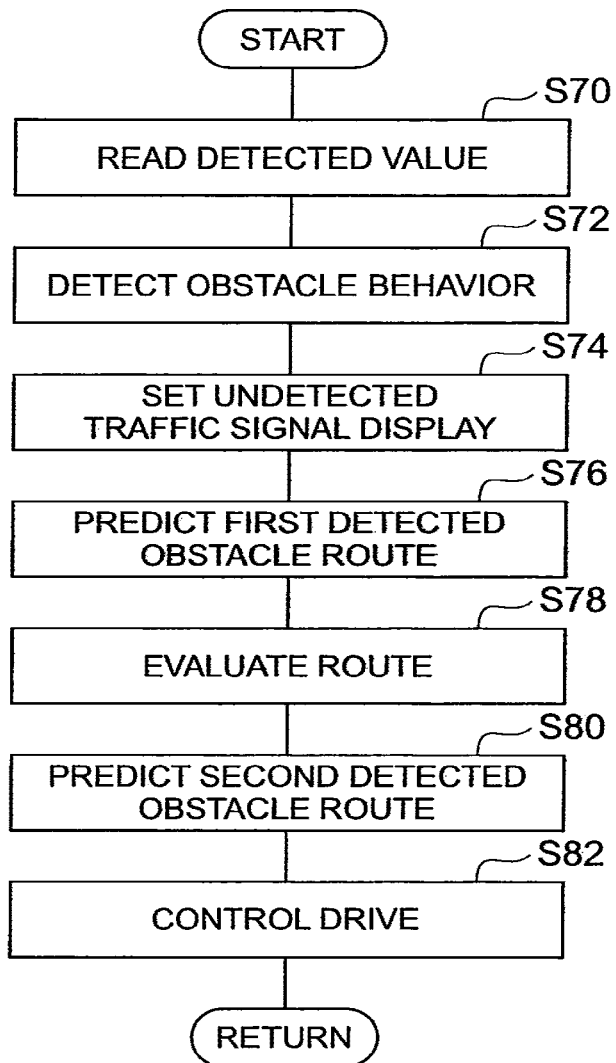 START
S70
READ DETECTED VALUE
S72
DETECT OBSTACLE BEHAVIOR
S74
SET UNDETECTED
TRAFFIC SIGNAL DISPLAY
S76
PREDICT FIRST DETECTED
OBSTACLE ROUTE
S78
EVALUATE ROUTE
S80
PREDICT SECOND DETECTED
OBSTACLE ROUTE
S82
CONTROL DRIVE
RETURN